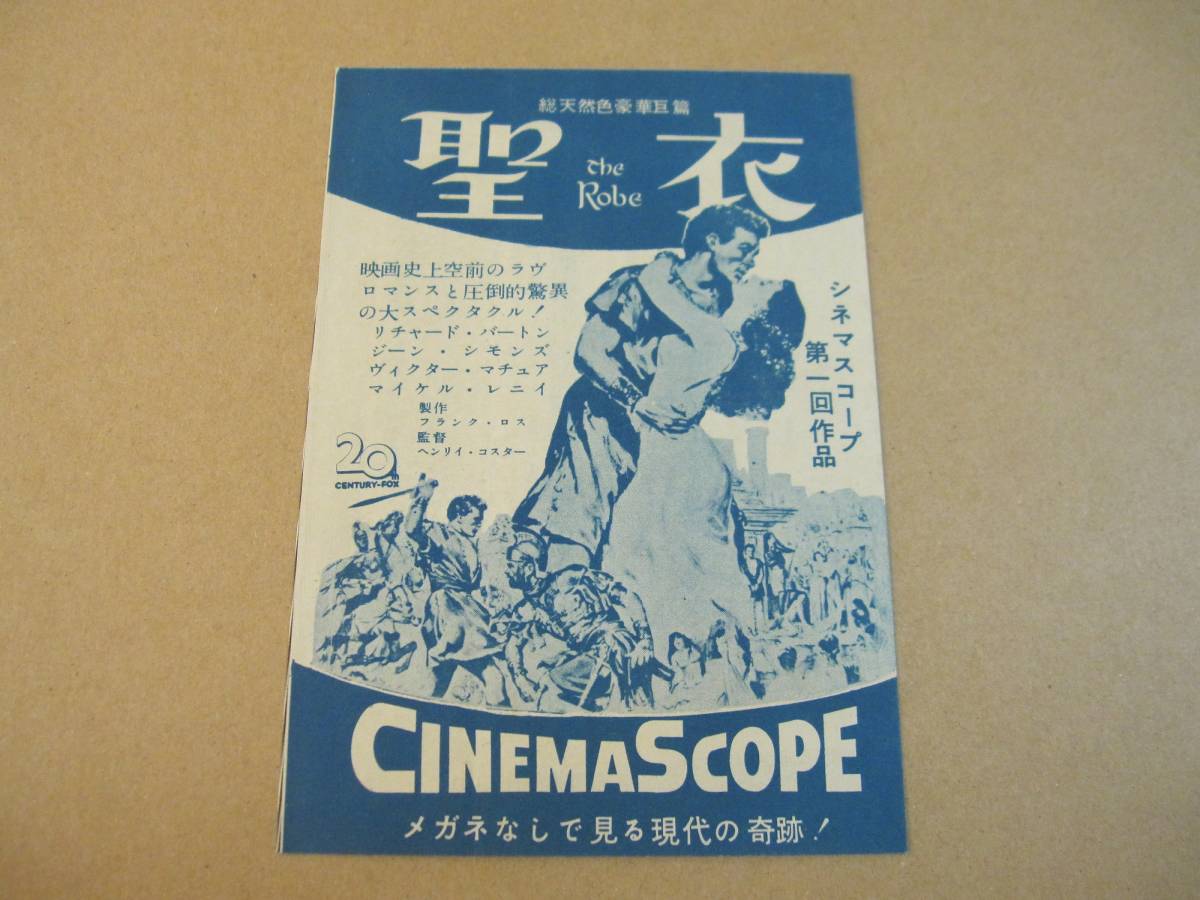 総天然色豪華巨篇
聖衣
the
Robe
映画史上空前のラヴ
ロマンスと圧倒的驚異
の大スペクタクル！
リチャード・バートン
ジーン・シモンズ
ヴィクター・マチュア
マイケル・レニイ
製作
フランク・ロス
監督
ヘンリイ・コスター
シネマスコープ
第一回作品
20th
CENTURY-FOX
CINEMASCOPE
メガネなしで見る現代の奇跡！